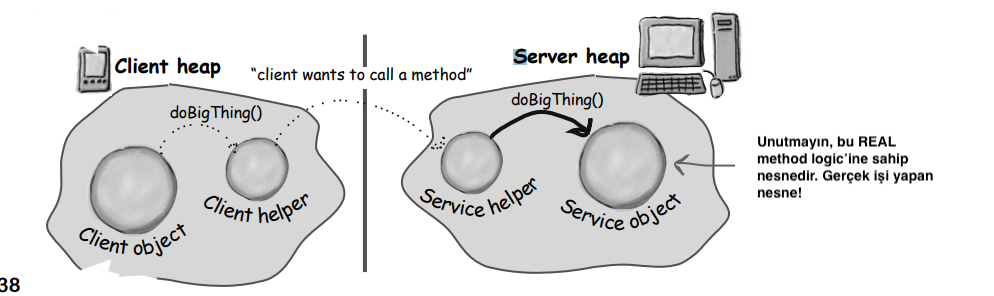 Client heap
"client wants to call a method"
Server heap
doBigThing()
doBigThing()
Client object
Client helper
Service helper
Service object
Unutmayın, bu REAL
method logic'ine sahip
nesnedir. Gerçek işi yapan
nesne!
38